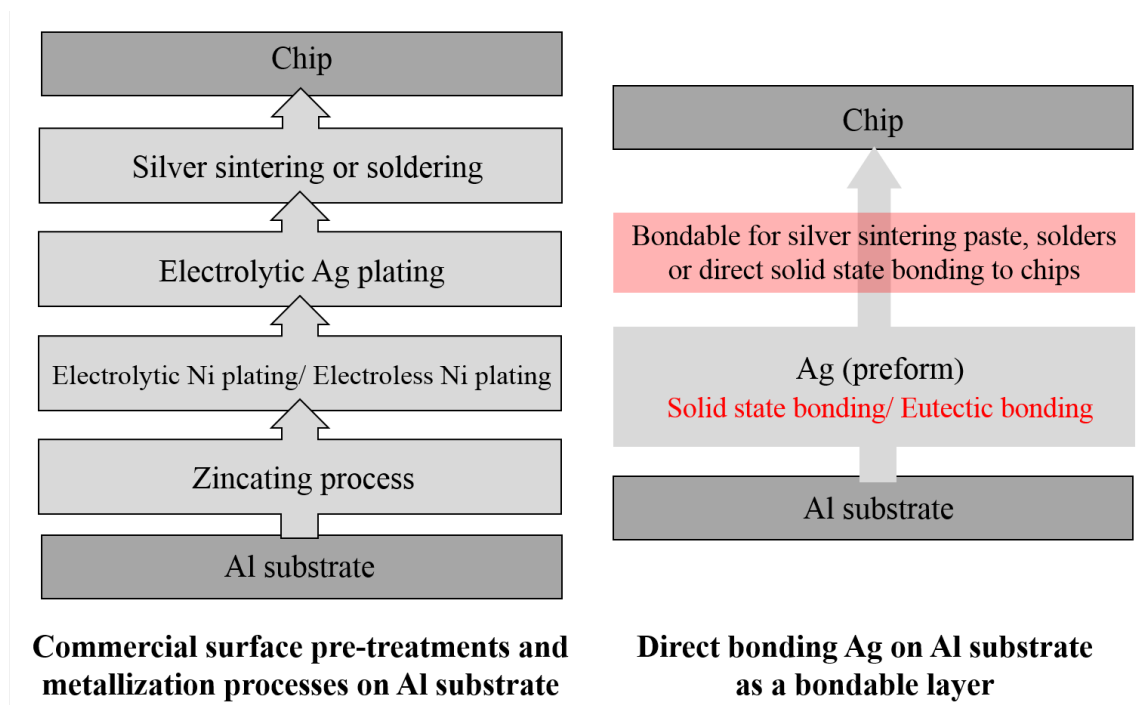 Chip
Silver sintering or soldering
Electrolytic Ag plating
Electrolytic Ni plating/ Electroless Ni plating
Zincating process
Al substrate
Commercial surface pre-treatments and
metallization processes on Al substrate
Chip
Bondable for silver sintering paste, solders
or direct solid state bonding to chips
Ag (preform)
Solid state bonding/ Eutectic bonding
Al substrate
Direct bonding Ag on Al substrate
as a bondable layer